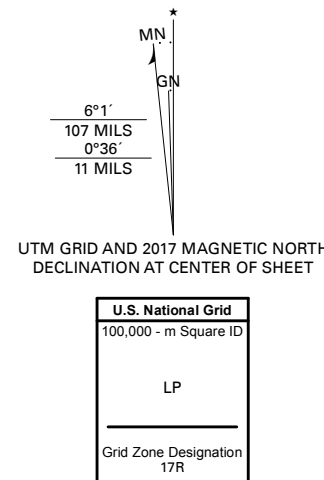 ★
MN
GN
6°1´
107 MILS
0°36´
11 MILS
UTM GRID AND 2017 MAGNETIC NORTH
DECLINATION AT CENTER OF SHEET
U.S. National Grid
100,000 - m Square ID
LP
Grid Zone Designation
17R